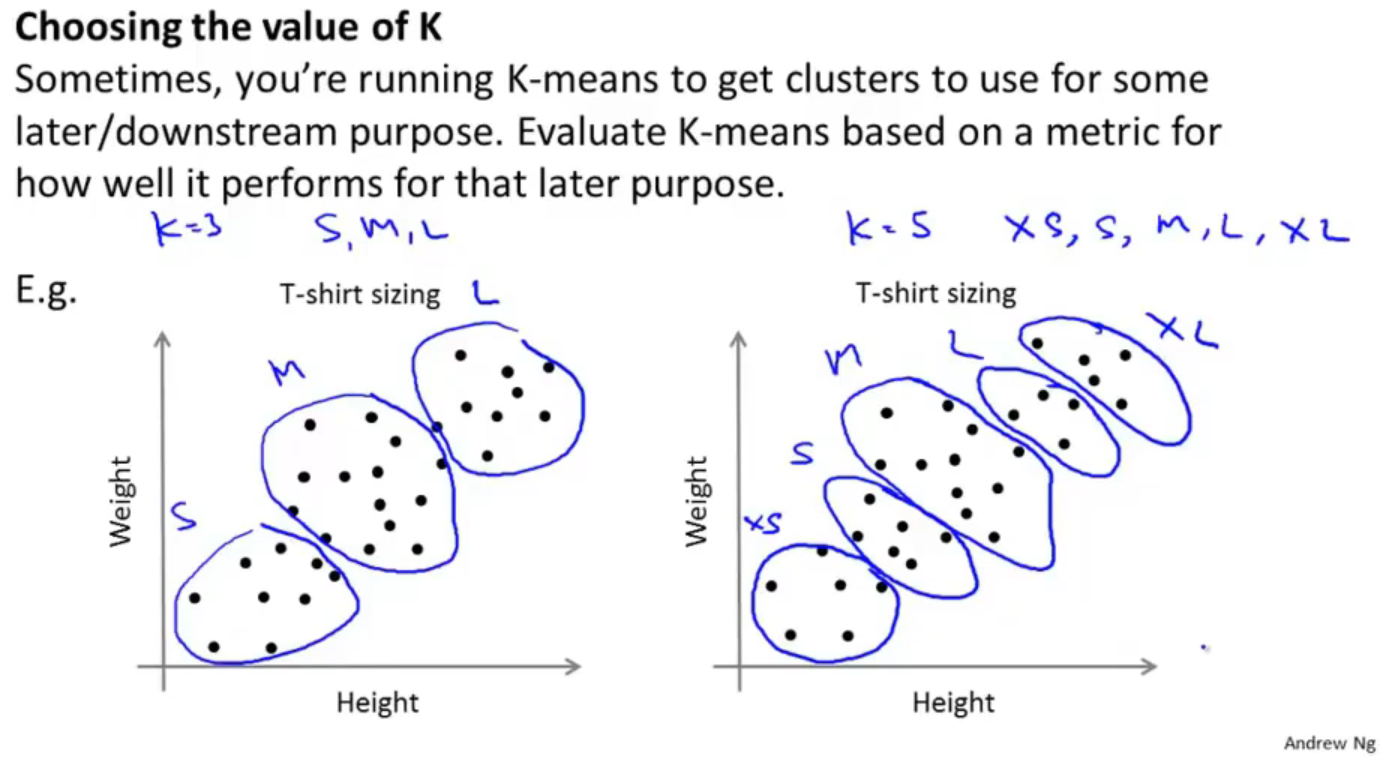 Choosing the value of K
Sometimes, you're running K-means to get clusters to use for some
later/downstream purpose. Evaluate K-means based on a metric for
how well it performs for that later purpose.
K=3 S, M, L
K=5 XS, S, M, L, XL
E.g.
T-shirt sizing
L
M
S
Weight
Height
T-shirt sizing
XL
L
M
S
XS
Weight
Height
Andrew Ng